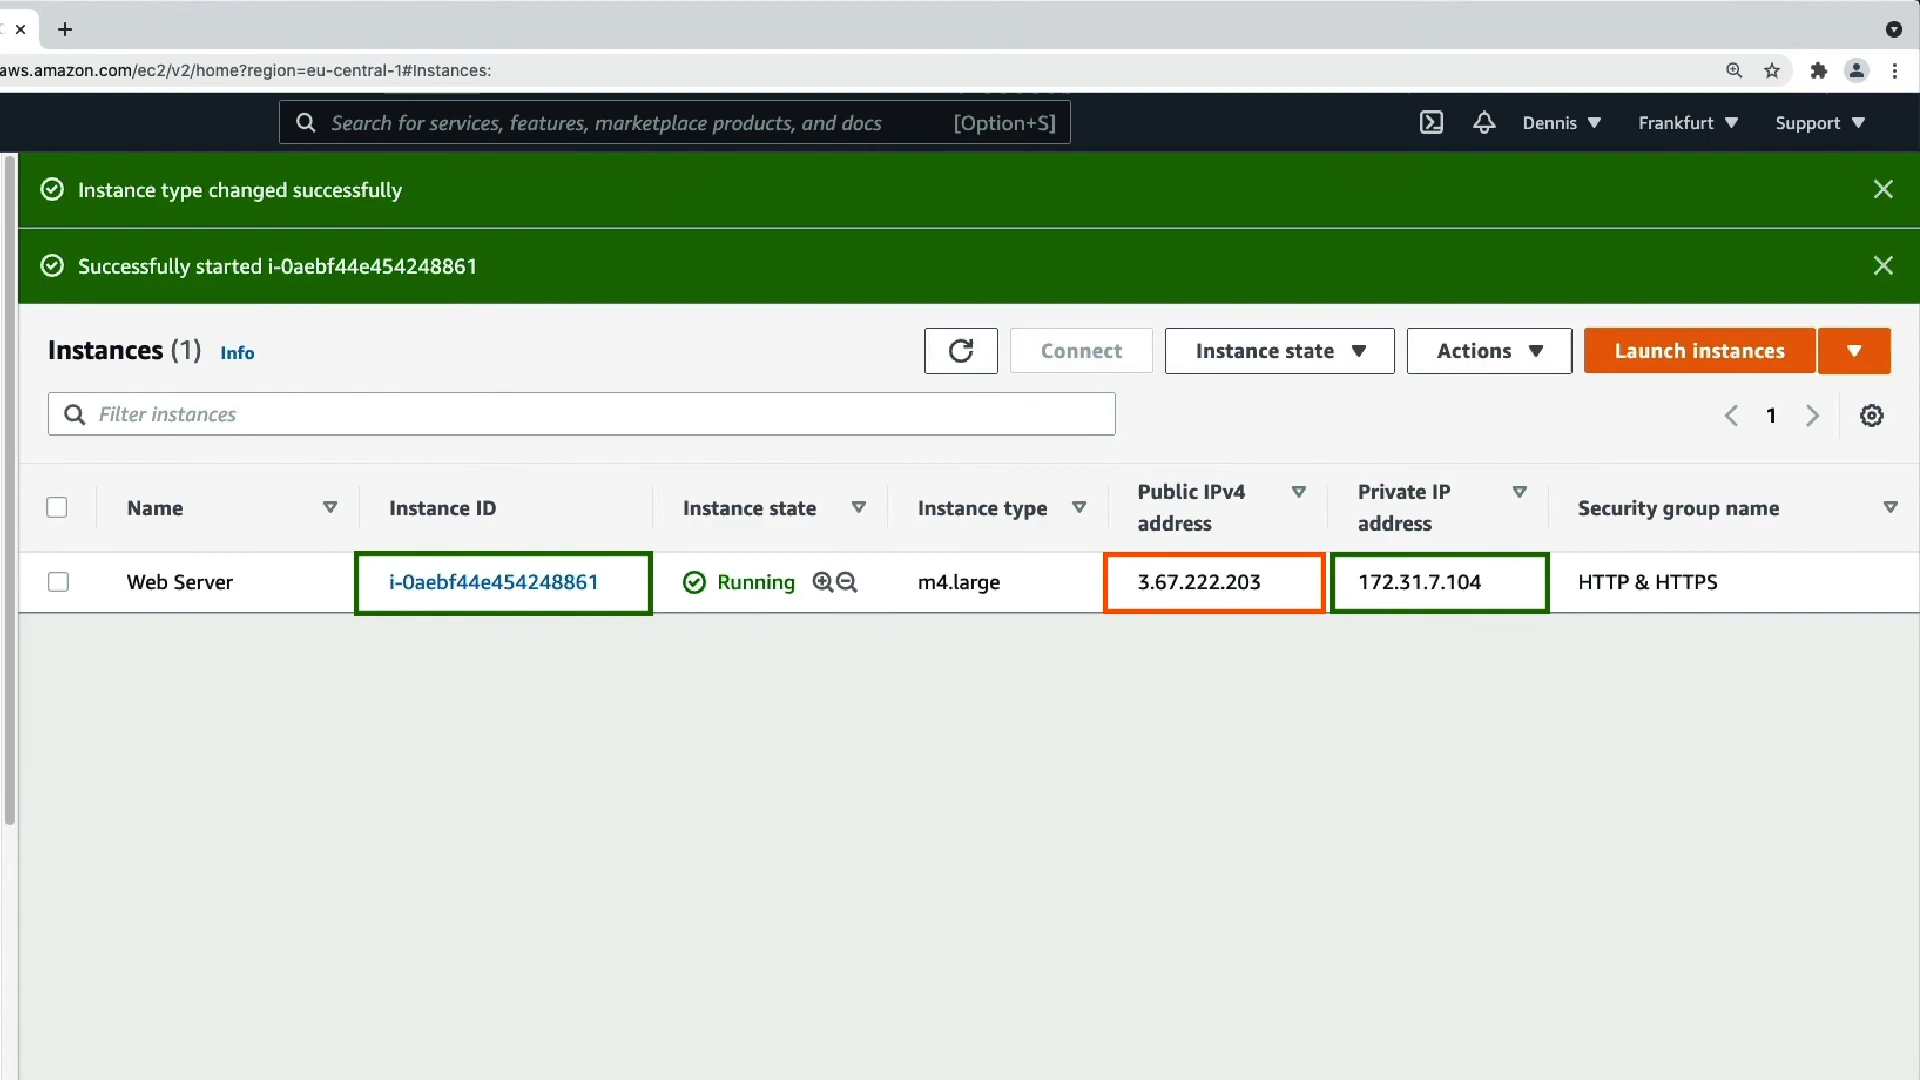 aws.amazon.com/ec2/v2/home?region=eu-central-1#Instances:
Search for services, features, marketplace products, and docs [Option+S] Dennis Frankfurt Support
Instance type changed successfully
Successfully started i-0aebf44e454248861
Instances (1) Info Connect Instance state Actions Launch instances
Filter instances 1
Name Instance ID Instance state Instance type Public IPv4 address Private IP address Security group name
Web Server i-0aebf44e454248861 Running m4.large 3.67.222.203 172.31.7.104 HTTP & HTTPS